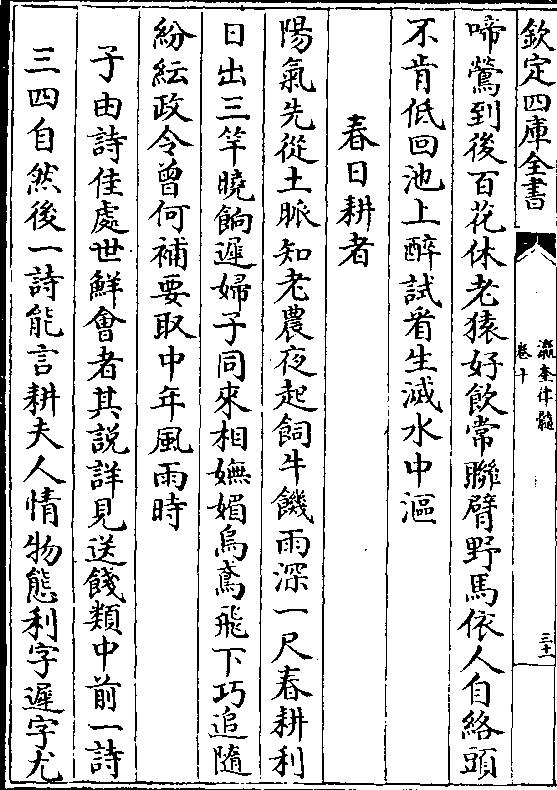 欽定四庫全書
瀛奎律髓
卷十
三十一
啼鶯到後百花休老猿好飲常聯臂野馬依人自絡頭
不肯低回池上醉試看生滅水中漚
春日耕者
陽氣先從土脈知老農夜起飼牛饑雨深一尺春耕利
日出三竿曉餉遲婦子同來相嫵媚烏鳶飛下巧追隨
紛紜政令曾何補要取中年風雨時
子由詩佳處世鮮會者其說詳見送餞類中前一詩
三四自然後一詩能言耕夫人情物態利字遲字尤